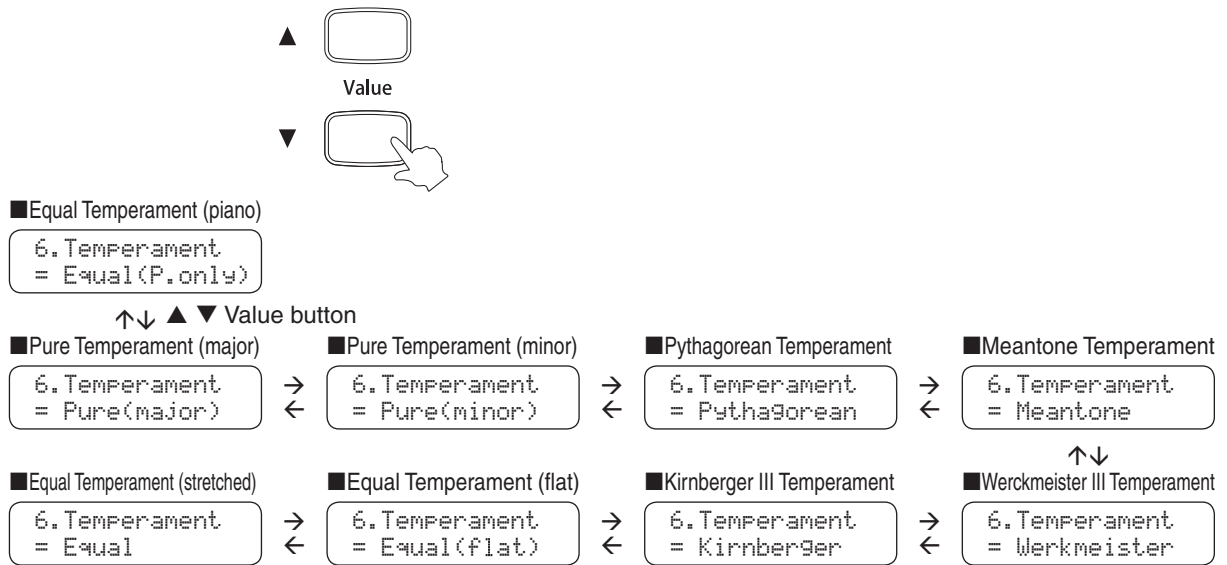 ▲
Value
▼
■Equal Temperament (piano)
6.Temperament
= Equal(P.only)
↑↓ ▲ ▼ Value button
■Pure Temperament (major) ■Pure Temperament (minor) ■Pythagorean Temperament ■Meantone Temperament
6.Temperament → 6.Temperament → 6.Temperament → 6.Temperament
= Pure(major) ← = Pure(minor) ← = Pythagorean ← = Meantone
↑↓
■Equal Temperament (stretched) ■Equal Temperament (flat) ■Kirnberger III Temperament ■Werckmeister III Temperament
6.Temperament → 6.Temperament → 6.Temperament → 6.Temperament
= Equal ← = Equal(flat) ← = Kirnberger ← = Werkmeister